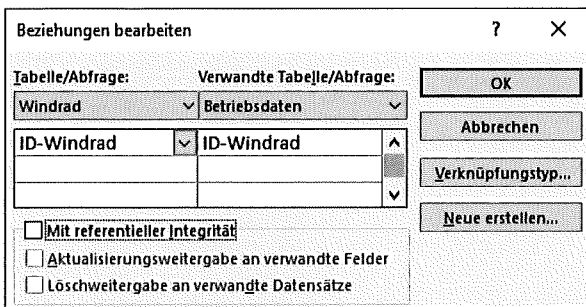 Beziehungen bearbeiten ? ×
Tabelle/Abfrage: Verwandte Tabelle/Abfrage:
Windrad Betriebsdaten
ID-Windrad ID-Windrad
Mit referentieller Integrität
Aktualisierungsweitergabe an verwandte Felder
Löschweitergabe an verwandte Datensätze
OK
Abbrechen
Verknüpfungstyp...
Neue erstellen...